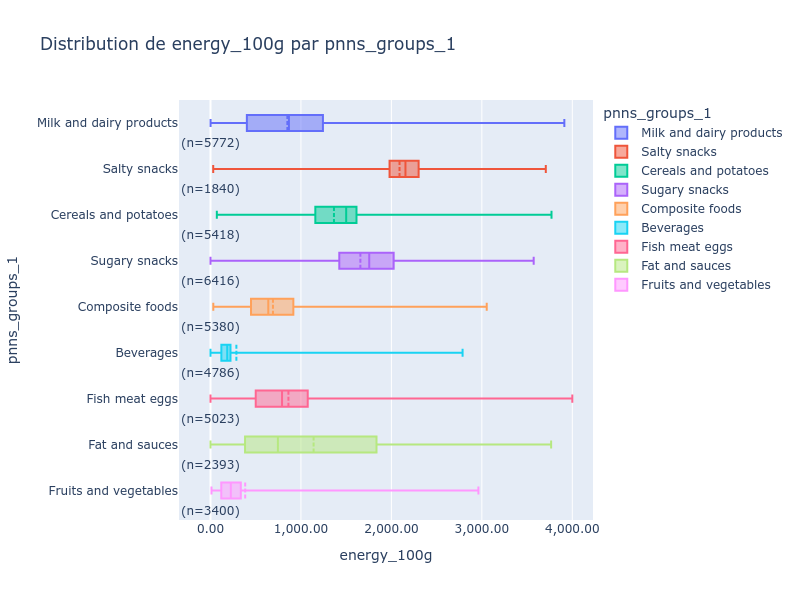 Distribution de energy_100g par pnns_groups_1
pnns_groups_1
Milk and dairy products
(n=5772)
Salty snacks
(n=1840)
Cereals and potatoes
(n=5418)
Sugary snacks
(n=6416)
Composite foods
(n=5380)
Beverages
(n=4786)
Fish meat eggs
(n=5023)
Fat and sauces
(n=2393)
Fruits and vegetables
(n=3400)
0.00 1,000.00 2,000.00 3,000.00 4,000.00
energy_100g
pnns_groups_1
Milk and dairy products
Salty snacks
Cereals and potatoes
Sugary snacks
Composite foods
Beverages
Fish meat eggs
Fat and sauces
Fruits and vegetables